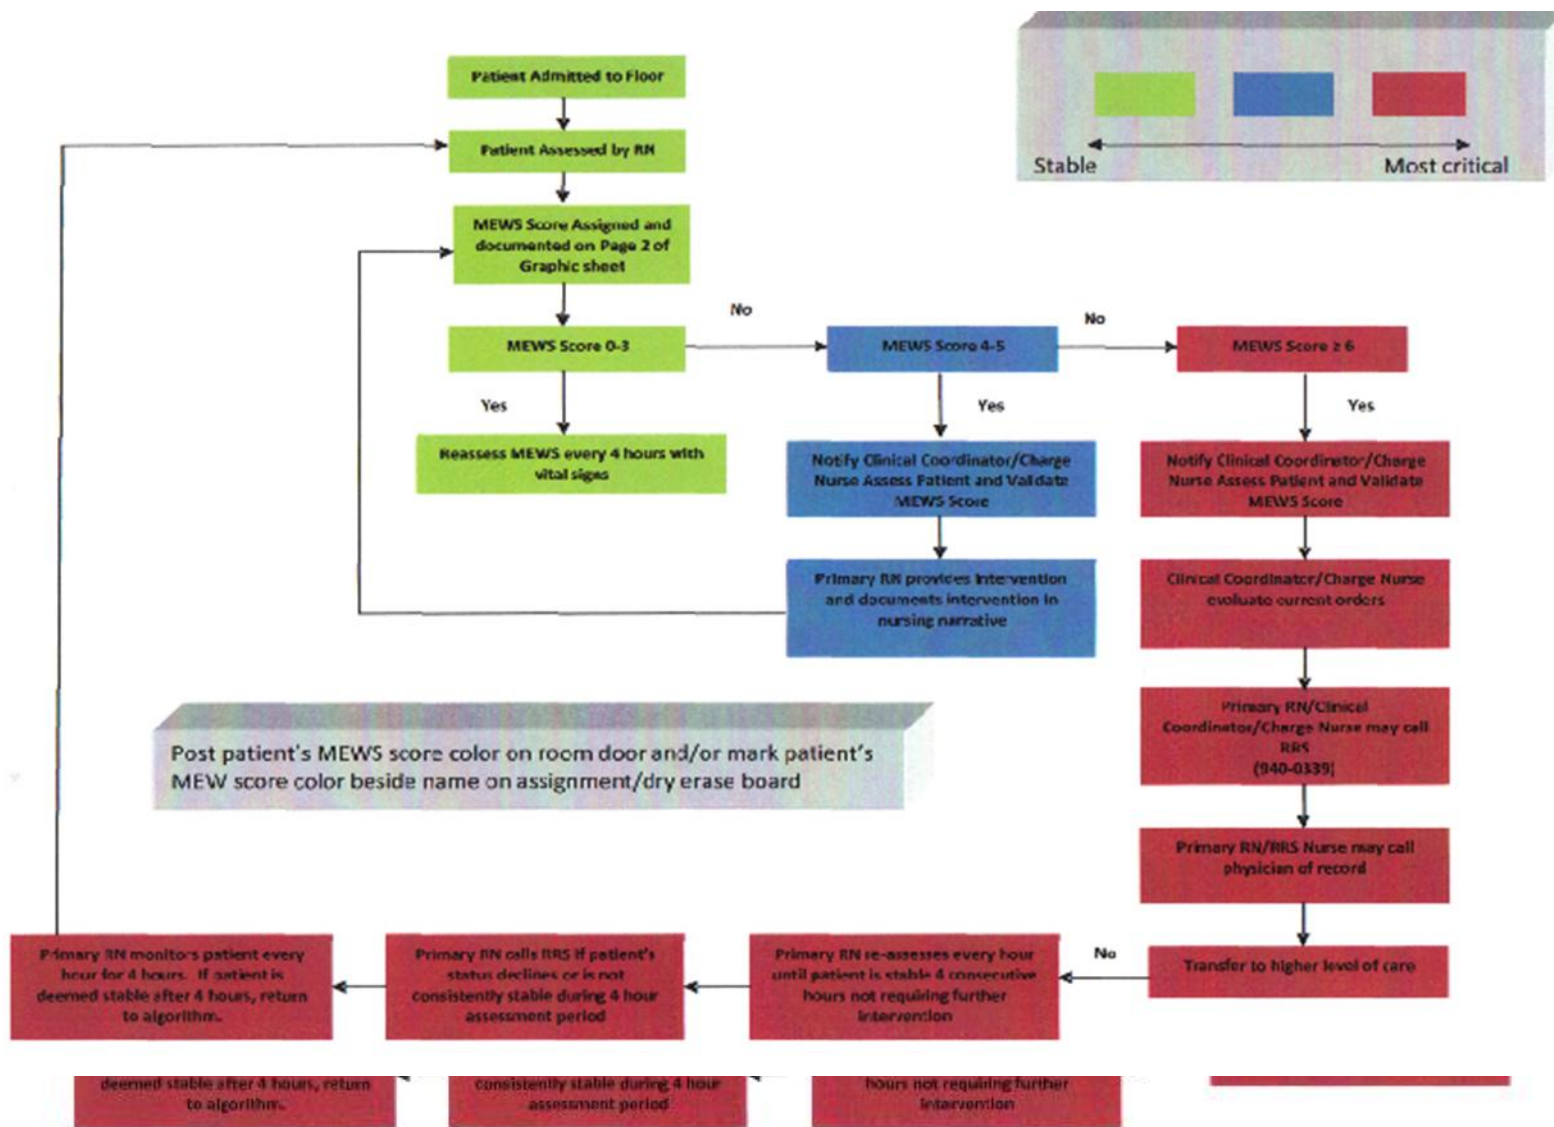 Patient Admitted to Floor
Patient Assessed by RN
Stable
Most critical
MEWS Score Assigned and
documented on Page 2 of
Graphic sheet
No
No
MEWS Score 0-3
MEWS Score 4-5
MEWS Score ≥ 6
Yes
Yes
Yes
Reassess MEWS every 4 hours with
vital signs
Notify Clinical Coordinator/Charge
Nurse Assess Patient and Validate
MEWS Score
Notify Clinical Coordinator/Charge
Nurse Assess Patient and Validate
MEWS Score
Primary RN provides intervention
and documents intervention in
nursing narrative
Clinical Coordinator/Charge Nurse
evaluate current orders
Primary RN/Clinical
Coordinator/Charge Nurse may call
RRS
(940-0339)
Post patient's MEWS score color on room door and/or mark patient's
MEW score color beside name on assignment/dry erase board
Primary RN/RRS Nurse may call
physician of record
Transfer to higher level of care
No
Primary RN re-assesses every hour
until patient is stable 4 consecutive
hours not requiring further
intervention
Primary RN calls RRS if patient's
status declines or is not
consistently stable during 4 hour
assessment period
Primary RN monitors patient every
hour for 4 hours. If patient is
deemed stable after 4 hours, return
to algorithm.
deemed stable after 4 hours, return
to algorithm.
consistently stable during 4 hour
assessment period
hours not requiring further
intervention